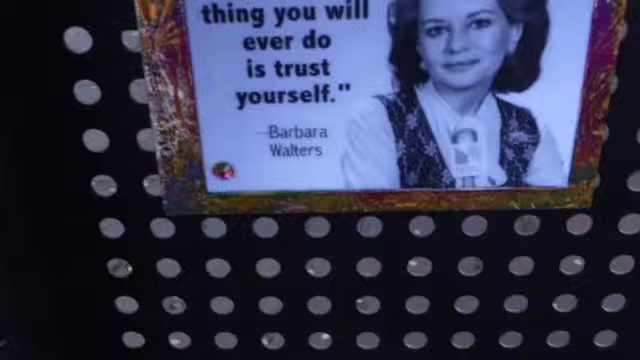 thing you will
ever do
is trust
yourself."
—Barbara
Walters